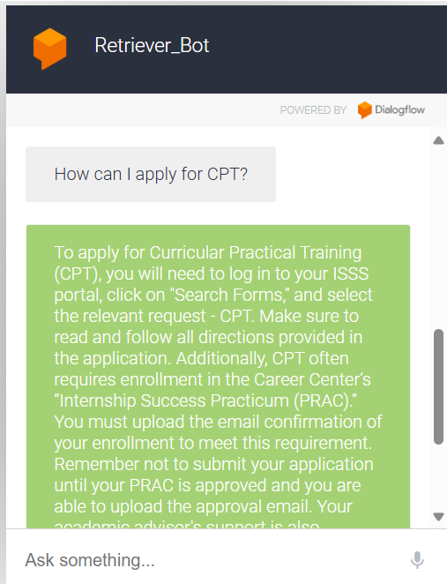 Retriever_Bot
POWERED BY Dialogflow
How can I apply for CPT?
To apply for Curricular Practical Training
(CPT), you will need to log in to your ISSS
portal, click on "Search Forms," and select
the relevant request - CPT. Make sure to
read and follow all directions provided in
the application. Additionally, CPT often
requires enrollment in the Career Center's
"Internship Success Practicum (PRAC)."
You must upload the email confirmation of
your enrollment to meet this requirement.
Remember not to submit your application
until your PRAC is approved and you are
able to upload the approval email. Your
academic advisor's support is also
Ask something...